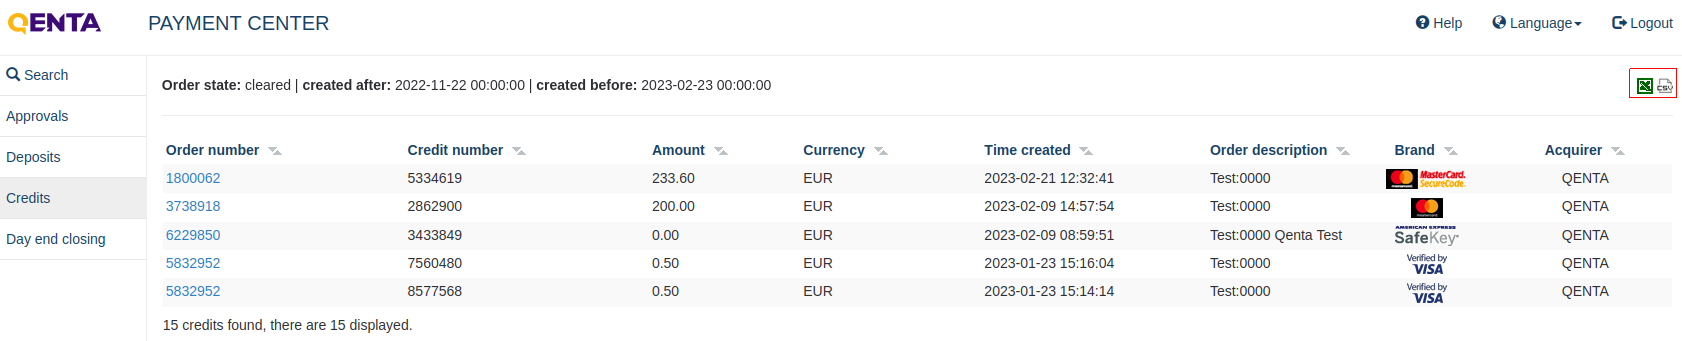 QENTA PAYMENT CENTER Help Language Logout
Search
Approvals
Deposits
Credits
Day end closing
Order state: cleared | created after: 2022-11-22 00:00:00 | created before: 2023-02-23 00:00:00
CSV
Order number Credit number Amount Currency Time created Order description Brand Acquirer
1800062 5334619 233.60 EUR 2023-02-21 12:32:41 Test:0000 MasterCard. SecureCode. QENTA
3738918 2862900 200.00 EUR 2023-02-09 14:57:54 Test:0000 QENTA
6229850 3433849 0.00 EUR 2023-02-09 08:59:51 Test:0000 Qenta Test AMERICAN EXPRESS SafeKey QENTA
5832952 7560480 0.50 EUR 2023-01-23 15:16:04 Test:0000 Verified by VISA QENTA
5832952 8577568 0.50 EUR 2023-01-23 15:14:14 Test:0000 Verified by VISA QENTA
15 credits found, there are 15 displayed.